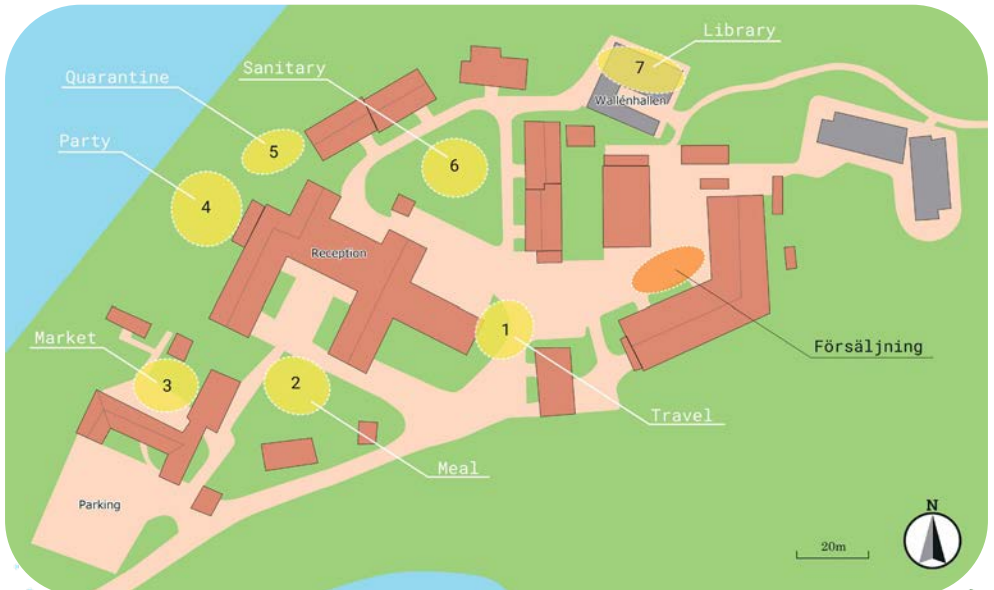 Library
7
Wallénhallen
Sanitary
Quarantine
5
6
Party
4
Reception
1
Försäljning
Market
3
2
Travel
Meal
Parking
N
20m